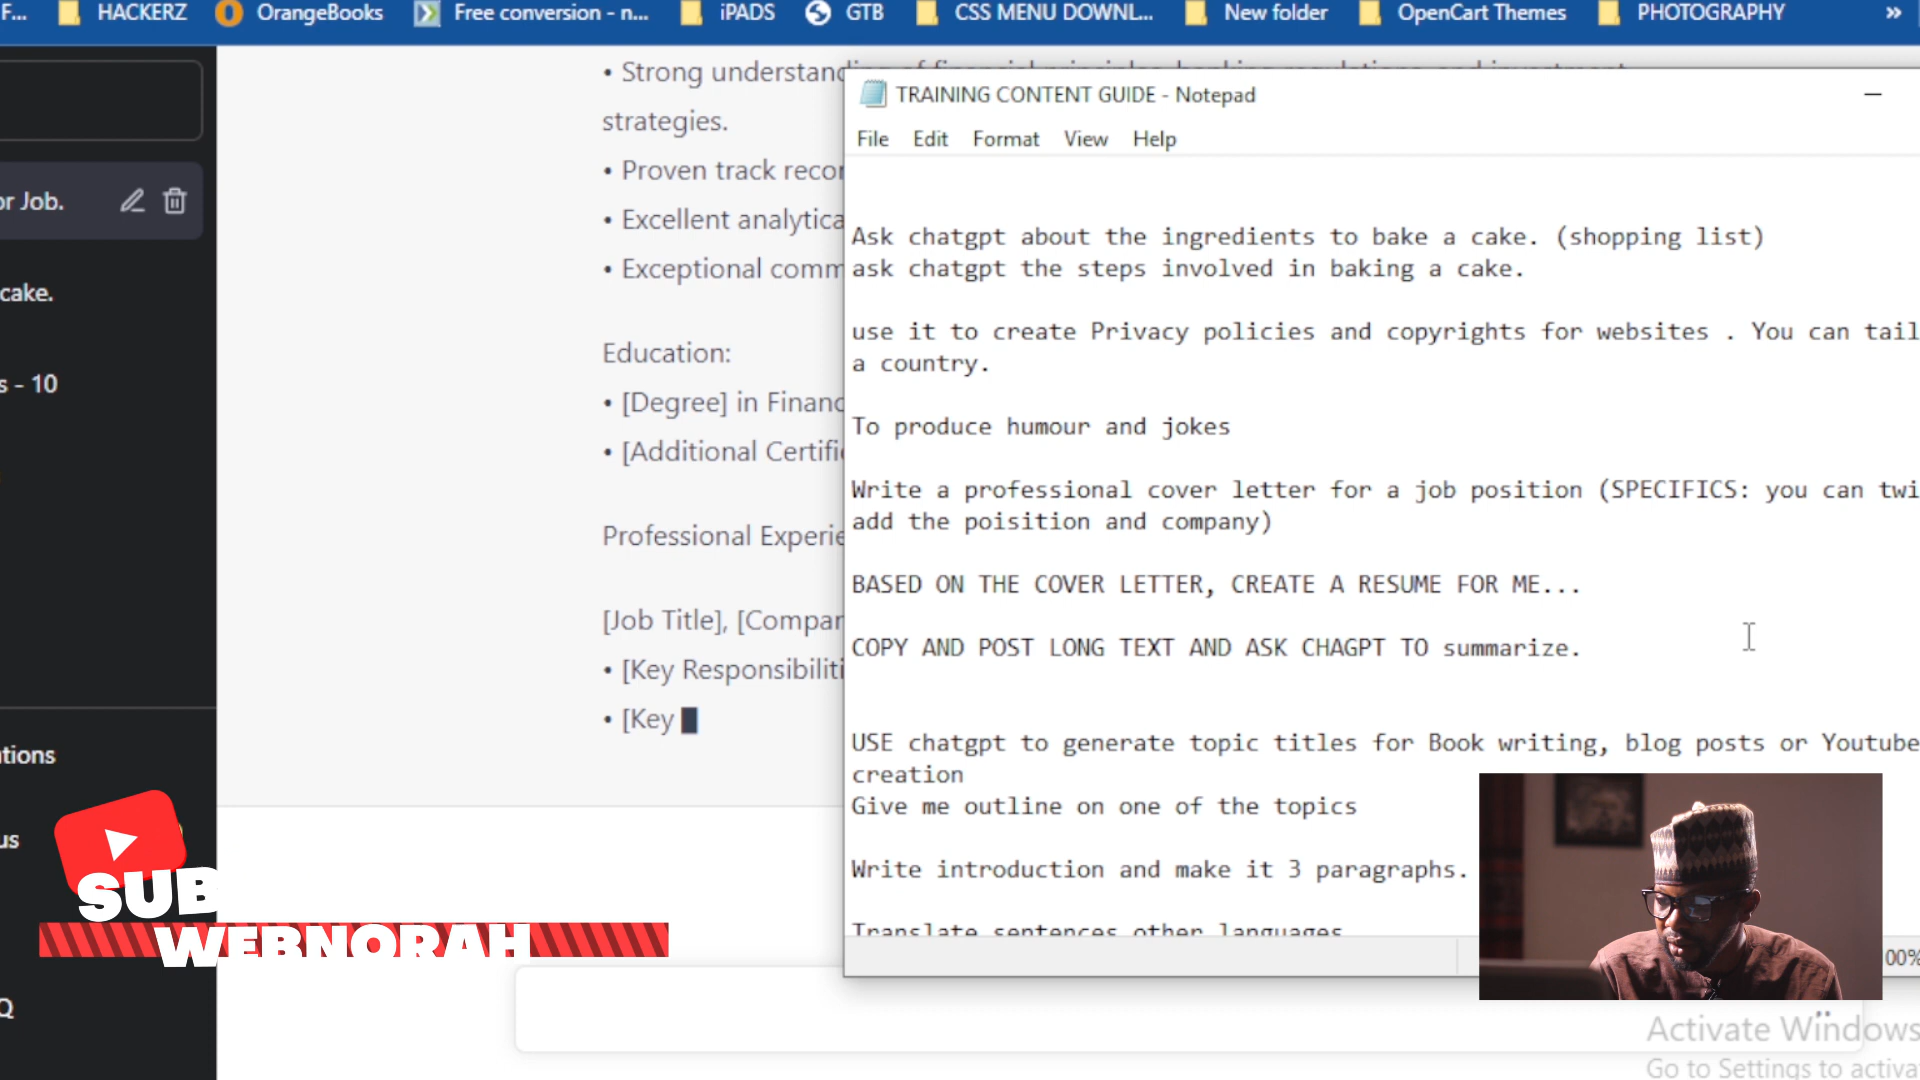 F...
HACKERZ
OrangeBooks
Free conversion - n...
iPADS
GTB
CSS MENU DOWNL...
New folder
OpenCart Themes
PHOTOGRAPHY
»
or Job.
cake.
s - 10
• Strong understand
strategies.
• Proven track recor
• Excellent analytica
• Exceptional comm
Education:
• [Degree] in Financ
• [Additional Certifi
Professional Experie
[Job Title], [Compar
• [Key Responsibiliti
• [Key
TRAINING CONTENT GUIDE - Notepad
File Edit Format View Help
Ask chatgpt about the ingredients to bake a cake. (shopping list)
ask chatgpt the steps involved in baking a cake.
use it to create Privacy policies and copyrights for websites . You can tail
a country.
To produce humour and jokes
Write a professional cover letter for a job position (SPECIFICS: you can twi
add the poisition and company)
BASED ON THE COVER LETTER, CREATE A RESUME FOR ME...
COPY AND POST LONG TEXT AND ASK CHAGPT TO summarize.
USE chatgpt to generate topic titles for Book writing, blog posts or Youtube
creation
Give me outline on one of the topics
Write introduction and make it 3 paragraphs.
Translate sentences other languages
00%
tions
us
Q
SUB
WEBNORAH
Activate Windows
Go to Settings to activa